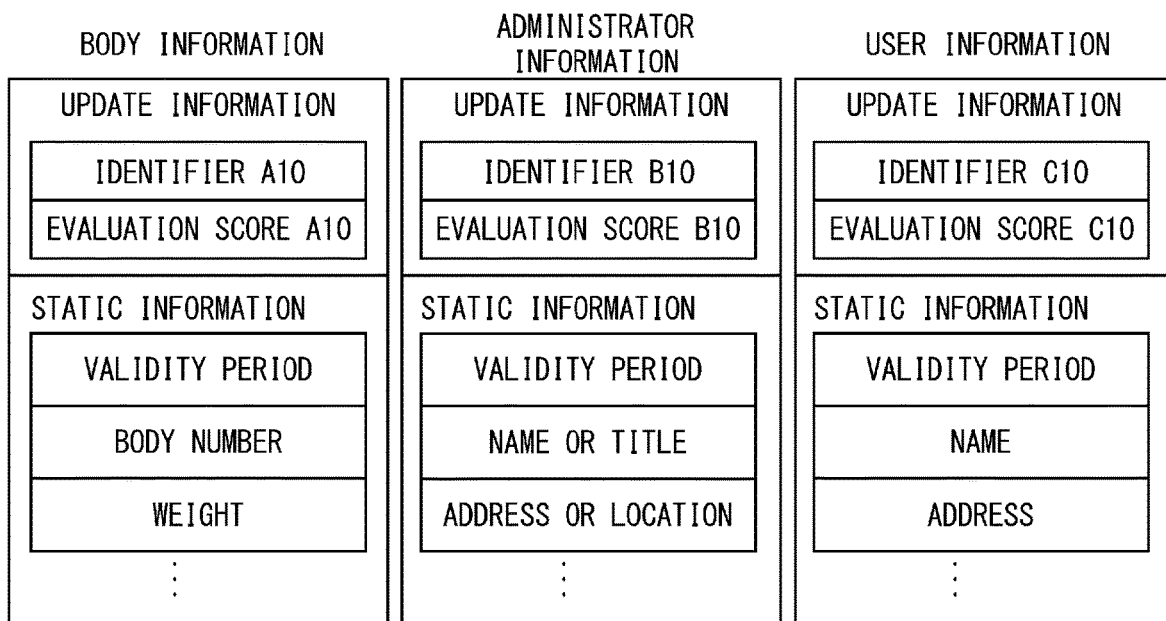 BODY INFORMATION
UPDATE INFORMATION
IDENTIFIER A10
EVALUATION SCORE A10
STATIC INFORMATION
VALIDITY PERIOD
BODY NUMBER
WEIGHT
ADMINISTRATOR
INFORMATION
UPDATE INFORMATION
IDENTIFIER B10
EVALUATION SCORE B10
STATIC INFORMATION
VALIDITY PERIOD
NAME OR TITLE
ADDRESS OR LOCATION
USER INFORMATION
UPDATE INFORMATION
IDENTIFIER C10
EVALUATION SCORE C10
STATIC INFORMATION
VALIDITY PERIOD
NAME
ADDRESS